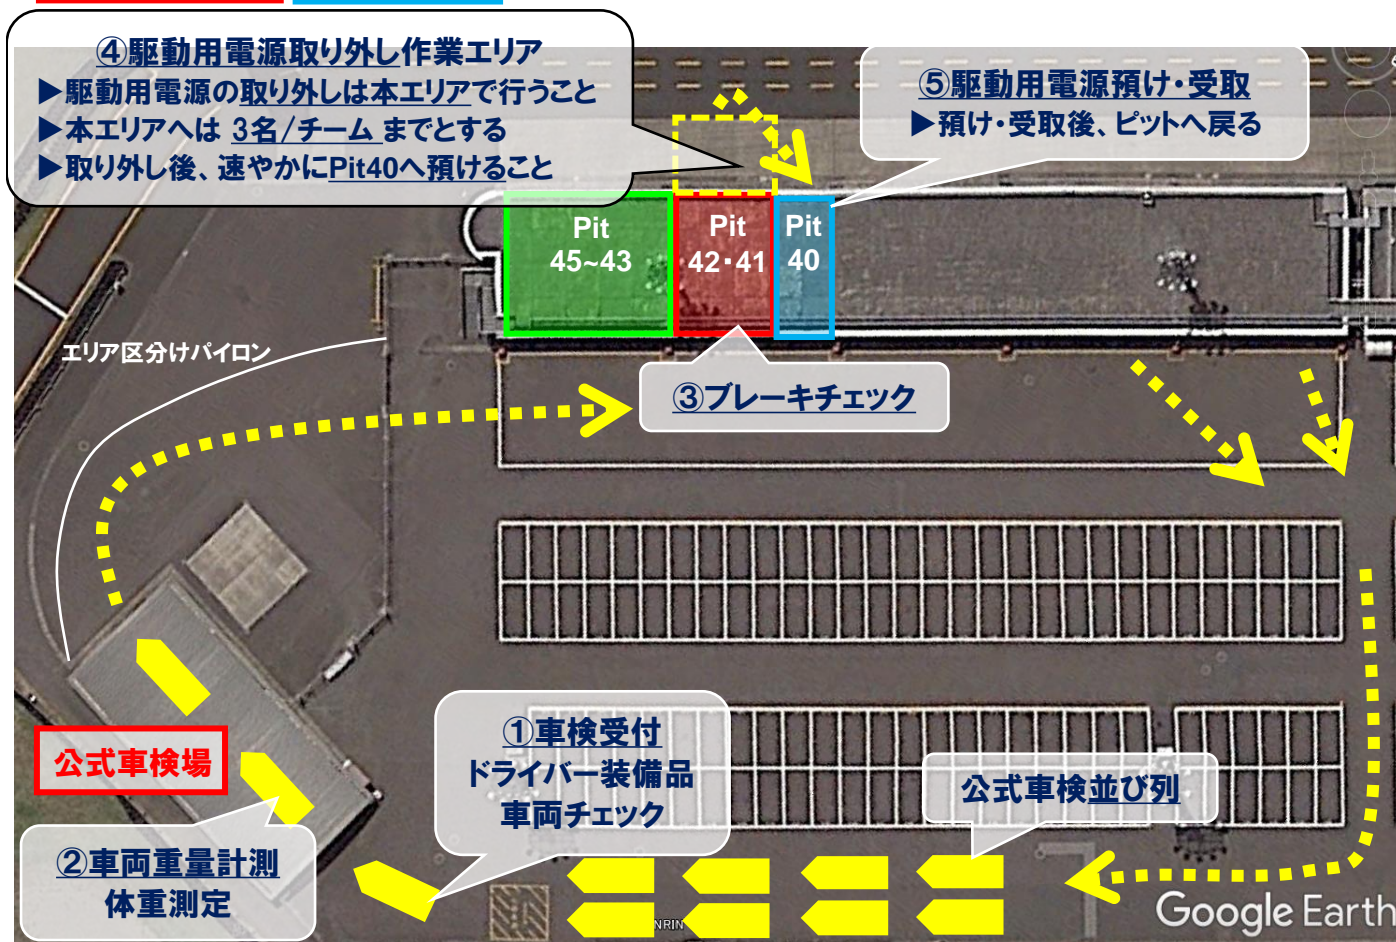 ④駆動用電源取り外し作業エリア
▶駆動用電源の取り外しは本エリアで行うこと
▶本エリアへは 3名/チーム までとする
▶取り外し後、速やかにPit40へ預けること
⑤駆動用電源預け・受取
▶預け・受取後、ピットへ戻る
Pit
45~43
Pit
42・41
Pit
40
エリア区分けパイロン
③ブレーキチェック
①車検受付
ドライバー装備品
車両チェック
公式車検場
公式車検並び列
②車両重量計測
体重測定
NRIN
Google Earth